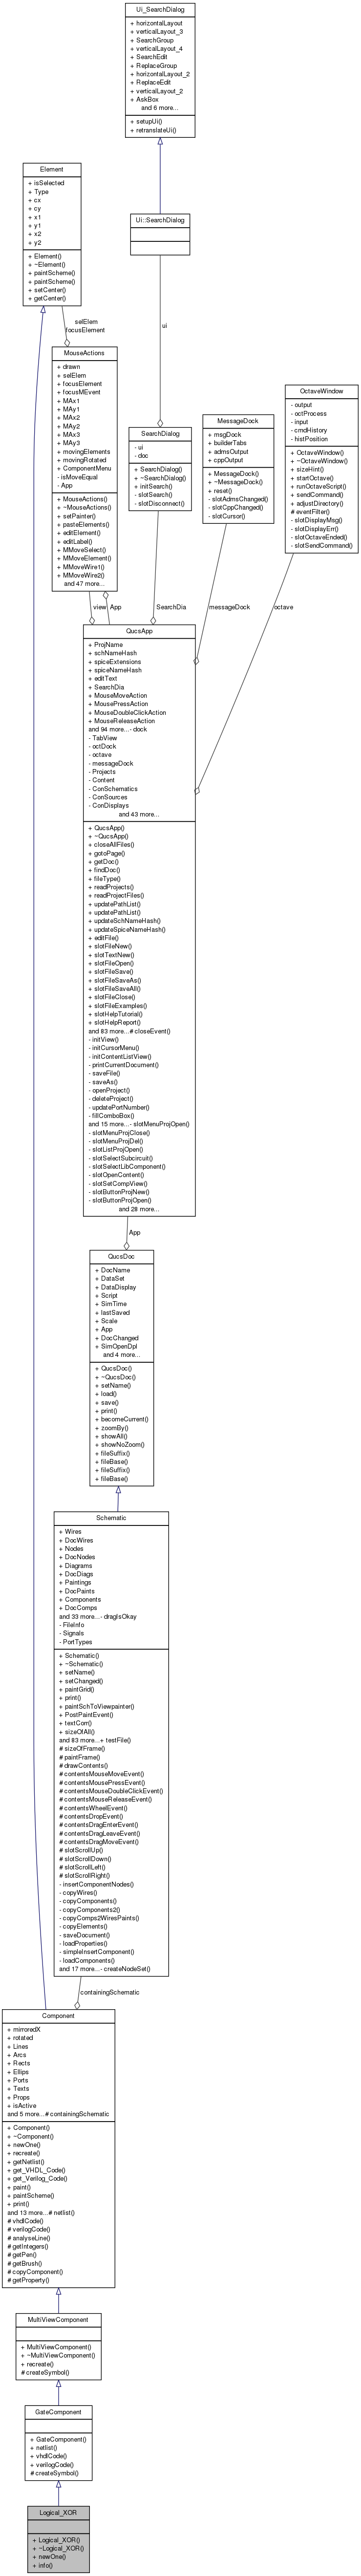 Ui_SearchDialog
+ horizontalLayout
+ verticalLayout_3
+ SearchGroup
+ verticalLayout_4
+ SearchEdit
+ ReplaceGroup
+ horizontalLayout_2
+ ReplaceEdit
+ verticalLayout_2
+ AskBox
and 6 more...
+ setupUi()
+ retranslateUi()
Element
+ isSelected
+ Type
+ cx
+ cy
+ x1
+ y1
+ x2
+ y2
+ Element()
+ ~Element()
+ paintScheme()
+ paintScheme()
+ setCenter()
+ getCenter()
Ui::SearchDialog
selElem
focusElement
ui
MouseActions
+ drawn
+ selElem
+ focusElement
+ focusMEvent
+ MAx1
+ MAy1
+ MAx2
+ MAy2
+ MAx3
+ MAy3
+ movingElements
+ movingRotated
+ ComponentMenu
- isMoveEqual
- App
+ MouseActions()
+ ~MouseActions()
+ setPainter()
+ pasteElements()
+ editElement()
+ editLabel()
+ MMoveSelect()
+ MMoveElement()
+ MMoveWire1()
+ MMoveWire2()
and 47 more...
SearchDialog
- ui
- doc
+ SearchDialog()
+ ~SearchDialog()
+ initSearch()
- slotSearch()
- slotDisconnect()
MessageDock
+ msgDock
+ builderTabs
+ admsOutput
+ cppOutput
+ MessageDock()
+ ~MessageDock()
+ reset()
- slotAdmsChanged()
- slotCppChanged()
- slotCursor()
OctaveWindow
- output
- octProcess
- input
- cmdHistory
- histPosition
+ OctaveWindow()
+ ~OctaveWindow()
+ sizeHint()
+ startOctave()
+ runOctaveScript()
+ sendCommand()
+ adjustDirectory()
# eventFilter()
- slotDisplayMsg()
- slotDisplayErr()
- slotOctaveEnded()
- slotSendCommand()
view
App
SearchDia
messageDock
octave
QucsApp
+ ProjName
+ schNameHash
+ spiceExtensions
+ spiceNameHash
+ editText
+ SearchDia
+ MouseMoveAction
+ MousePressAction
+ MouseDoubleClickAction
+ MouseReleaseAction
and 94 more...- dock
- TabView
- octDock
- octave
- messageDock
- Projects
- Content
- ConSchematics
- ConSources
- ConDisplays
and 43 more...
+ QucsApp()
+ ~QucsApp()
+ closeAllFiles()
+ gotoPage()
+ getDoc()
+ findDoc()
+ fileType()
+ readProjects()
+ readProjectFiles()
+ updatePathList()
+ updatePathList()
+ updateSchNameHash()
+ updateSpiceNameHash()
+ editFile()
+ slotFileNew()
+ slotTextNew()
+ slotFileOpen()
+ slotFileSave()
+ slotFileSaveAs()
+ slotFileSaveAll()
+ slotFileClose()
+ slotFileExamples()
+ slotHelpTutorial()
+ slotHelpReport()
and 83 more...# closeEvent()
- initView()
- initCursorMenu()
- initContentListView()
- printCurrentDocument()
- saveFile()
- saveAs()
- openProject()
- deleteProject()
- updatePortNumber()
- fillComboBox()
and 15 more...- slotMenuProjOpen()
- slotMenuProjClose()
- slotMenuProjDel()
- slotListProjOpen()
- slotSelectSubcircuit()
- slotSelectLibComponent()
- slotOpenContent()
- slotSetCompView()
- slotButtonProjNew()
- slotButtonProjOpen()
and 28 more...
App
QucsDoc
+ DocName
+ DataSet
+ DataDisplay
+ Script
+ SimTime
+ lastSaved
+ Scale
+ App
+ DocChanged
+ SimOpenDpl
and 4 more...
+ QucsDoc()
+ ~QucsDoc()
+ setName()
+ load()
+ save()
+ print()
+ becomeCurrent()
+ zoomBy()
+ showAll()
+ showNoZoom()
+ fileSuffix()
+ fileBase()
+ fileSuffix()
+ fileBase()
Schematic
+ Wires
+ DocWires
+ Nodes
+ DocNodes
+ Diagrams
+ DocDiags
+ Paintings
+ DocPaints
+ Components
+ DocComps
and 33 more...- dragIsOkay
- FileInfo
- Signals
- PortTypes
+ Schematic()
+ ~Schematic()
+ setName()
+ setChanged()
+ paintGrid()
+ print()
+ paintSchToViewpainter()
+ PostPaintEvent()
+ textCorr()
+ sizeOfAll()
and 83 more...+ testFile()
# sizeOfFrame()
# paintFrame()
# drawContents()
# contentsMouseMoveEvent()
# contentsMousePressEvent()
# contentsMouseDoubleClickEvent()
# contentsMouseReleaseEvent()
# contentsWheelEvent()
# contentsDropEvent()
# contentsDragEnterEvent()
# contentsDragLeaveEvent()
# contentsDragMoveEvent()
# slotScrollUp()
# slotScrollDown()
# slotScrollLeft()
# slotScrollRight()
- insertComponentNodes()
- copyWires()
- copyComponents()
- copyComponents2()
- copyComps2WiresPaints()
- copyElements()
- saveDocument()
- loadProperties()
- simpleInsertComponent()
- loadComponents()
and 17 more...- createNodeSet()
containingSchematic
Component
+ mirroredX
+ rotated
+ Lines
+ Arcs
+ Rects
+ Ellips
+ Ports
+ Texts
+ Props
+ isActive
and 5 more...# containingSchematic
+ Component()
+ ~Component()
+ newOne()
+ recreate()
+ getNetlist()
+ get_VHDL_Code()
+ get_Verilog_Code()
+ paint()
+ paintScheme()
+ print()
and 13 more...# netlist()
# vhdlCode()
# verilogCode()
# analyseLine()
# getIntegers()
# getPen()
# getBrush()
# copyComponent()
# getProperty()
MultiViewComponent
+ MultiViewComponent()
+ ~MultiViewComponent()
+ recreate()
# createSymbol()
GateComponent
+ GateComponent()
+ netlist()
+ vhdlCode()
+ verilogCode()
# createSymbol()
Logical_XOR
+ Logical_XOR()
+ ~Logical_XOR()
+ newOne()
+ info()